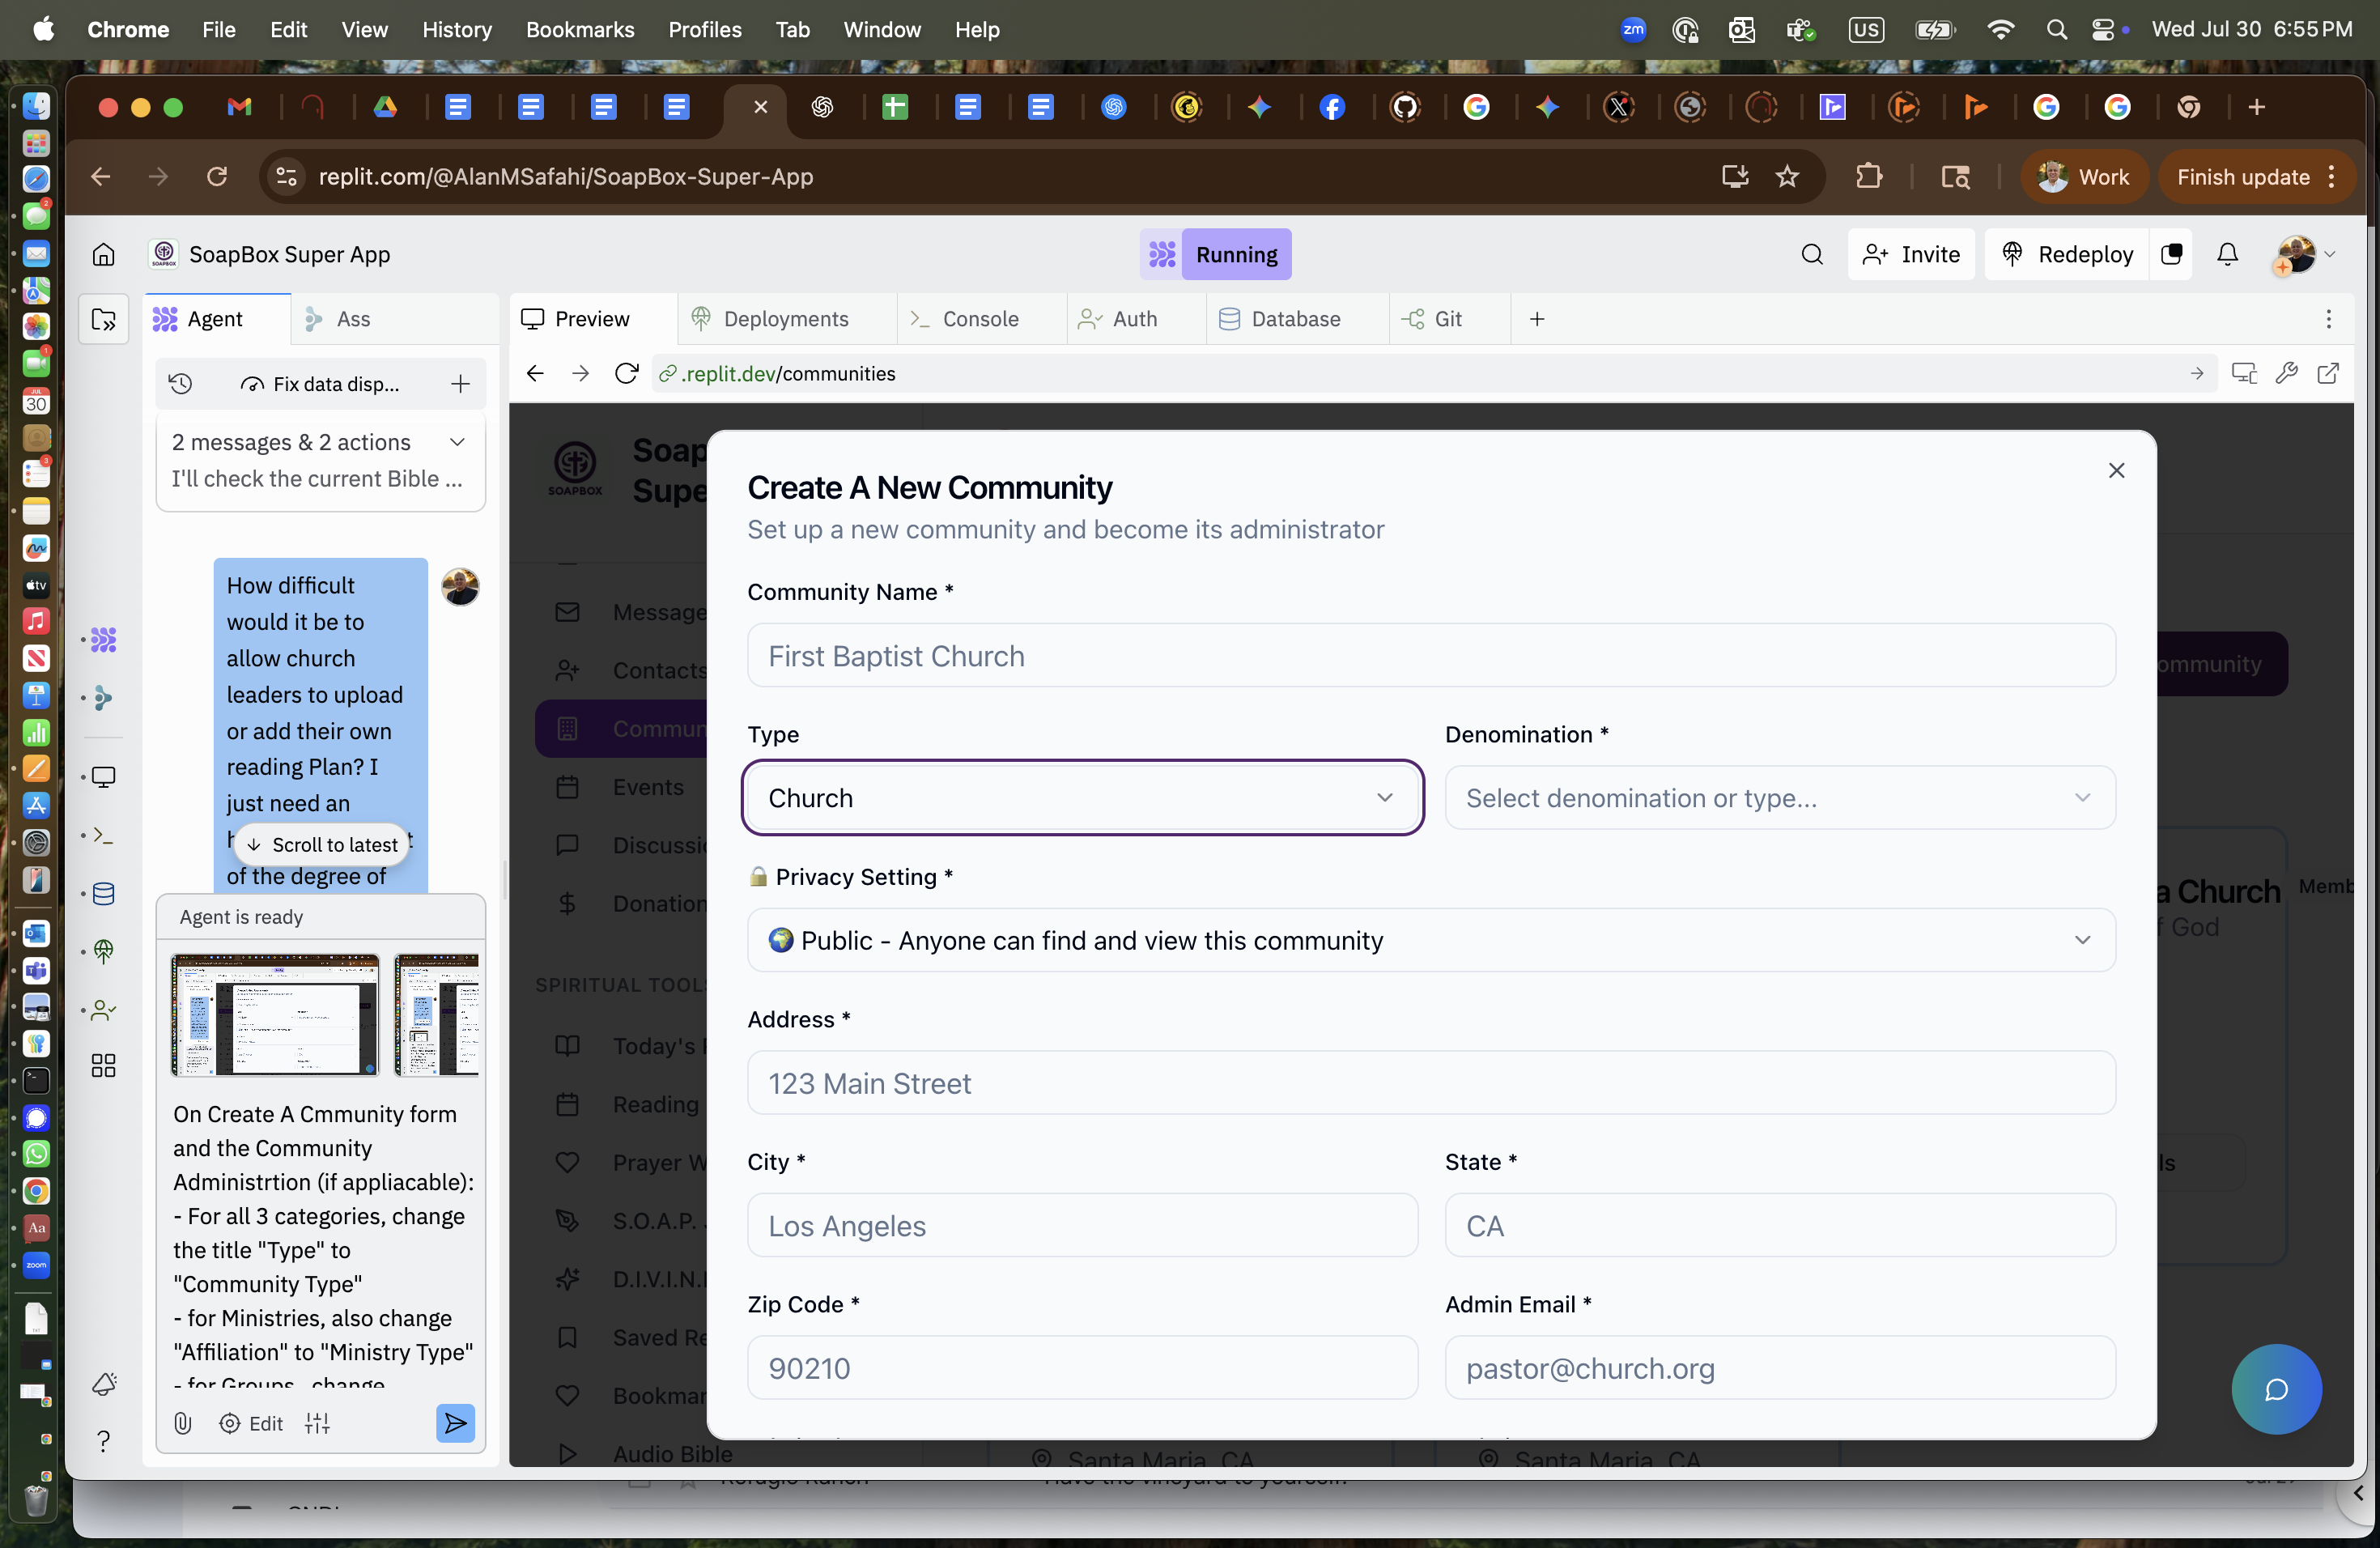 Chrome File Edit View History Bookmarks Profiles Tab Window Help
zm US Wed Jul 30 6:55 PM
replit.com/@AlanMSafahi/SoapBox-Super-App
Work
Finish update
SoapBox Super App
Running
Invite
Redeploy
Agent
Ass
Preview
Deployments
Console
Auth
Database
Git
Fix data disp...
.replit.dev/communities
2 messages & 2 actions
I'll check the current Bible ...
How difficult
would it be to
allow church
leaders to upload
or add their own
reading Plan? I
just need an
Scroll to latest
of the degree of
Agent is ready
On Create A Cmmunity form
and the Community
Administrtion (if appliacable):
- For all 3 categories, change
the title "Type" to
"Community Type"
- for Ministries, also change
"Affiliation" to "Ministry Type"
- for Groups, change
Edit
SOAPBOX
Soap
Supe
Message
Contacts
Commun
Events
Discussi
Donation
SPIRITUAL TOOLS
Today's
Reading
Prayer W
S.O.A.P.
D.I.V.I.N.
Saved Re
Bookmar
Audio Bible
Create A New Community
Set up a new community and become its administrator
Community Name *
First Baptist Church
Type
Denomination *
Church
Select denomination or type...
🔒 Privacy Setting *
🌍 Public - Anyone can find and view this community
Address *
123 Main Street
City *
State *
Los Angeles
CA
Zip Code *
Admin Email *
90210
pastor@church.org
ommunity
a Church
Memb
f God
ls
Santa Maria, CA
Santa Maria, CA